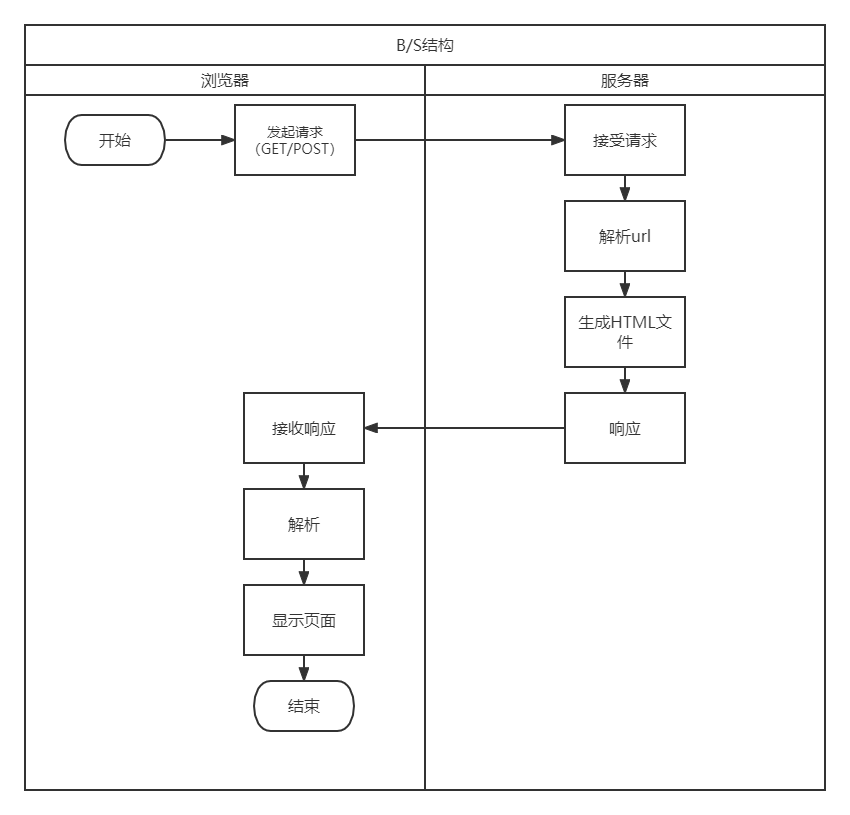 B/S结构
浏览器
服务器
开始
发起请求
（GET/POST）
接受请求
解析url
生成HTML文
件
接收响应
响应
解析
显示页面
结束